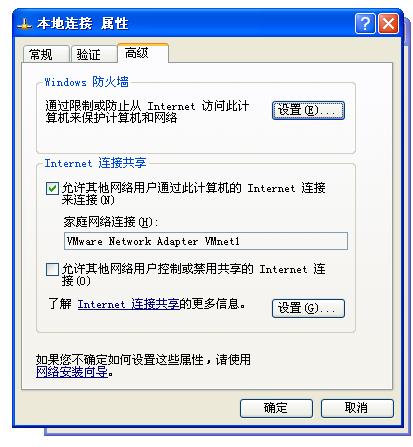 本地连接 属性
常规 验证 高级
Windows 防火墙
通过限制或防止从 Internet 访问此计
算机来保护计算机和网络
设置(E)...
Internet 连接共享
允许其他网络用户通过此计算机的 Internet 连接
来连接(N)
家庭网络连接(H):
VMware Network Adapter VMnet1
允许其他网络用户控制或禁用共享的 Internet 连
接(O)
了解 Internet 连接共享的更多信息。
设置(G)...
如果您不确定如何设置这些属性，请使用
网络安装向导。
确定 取消